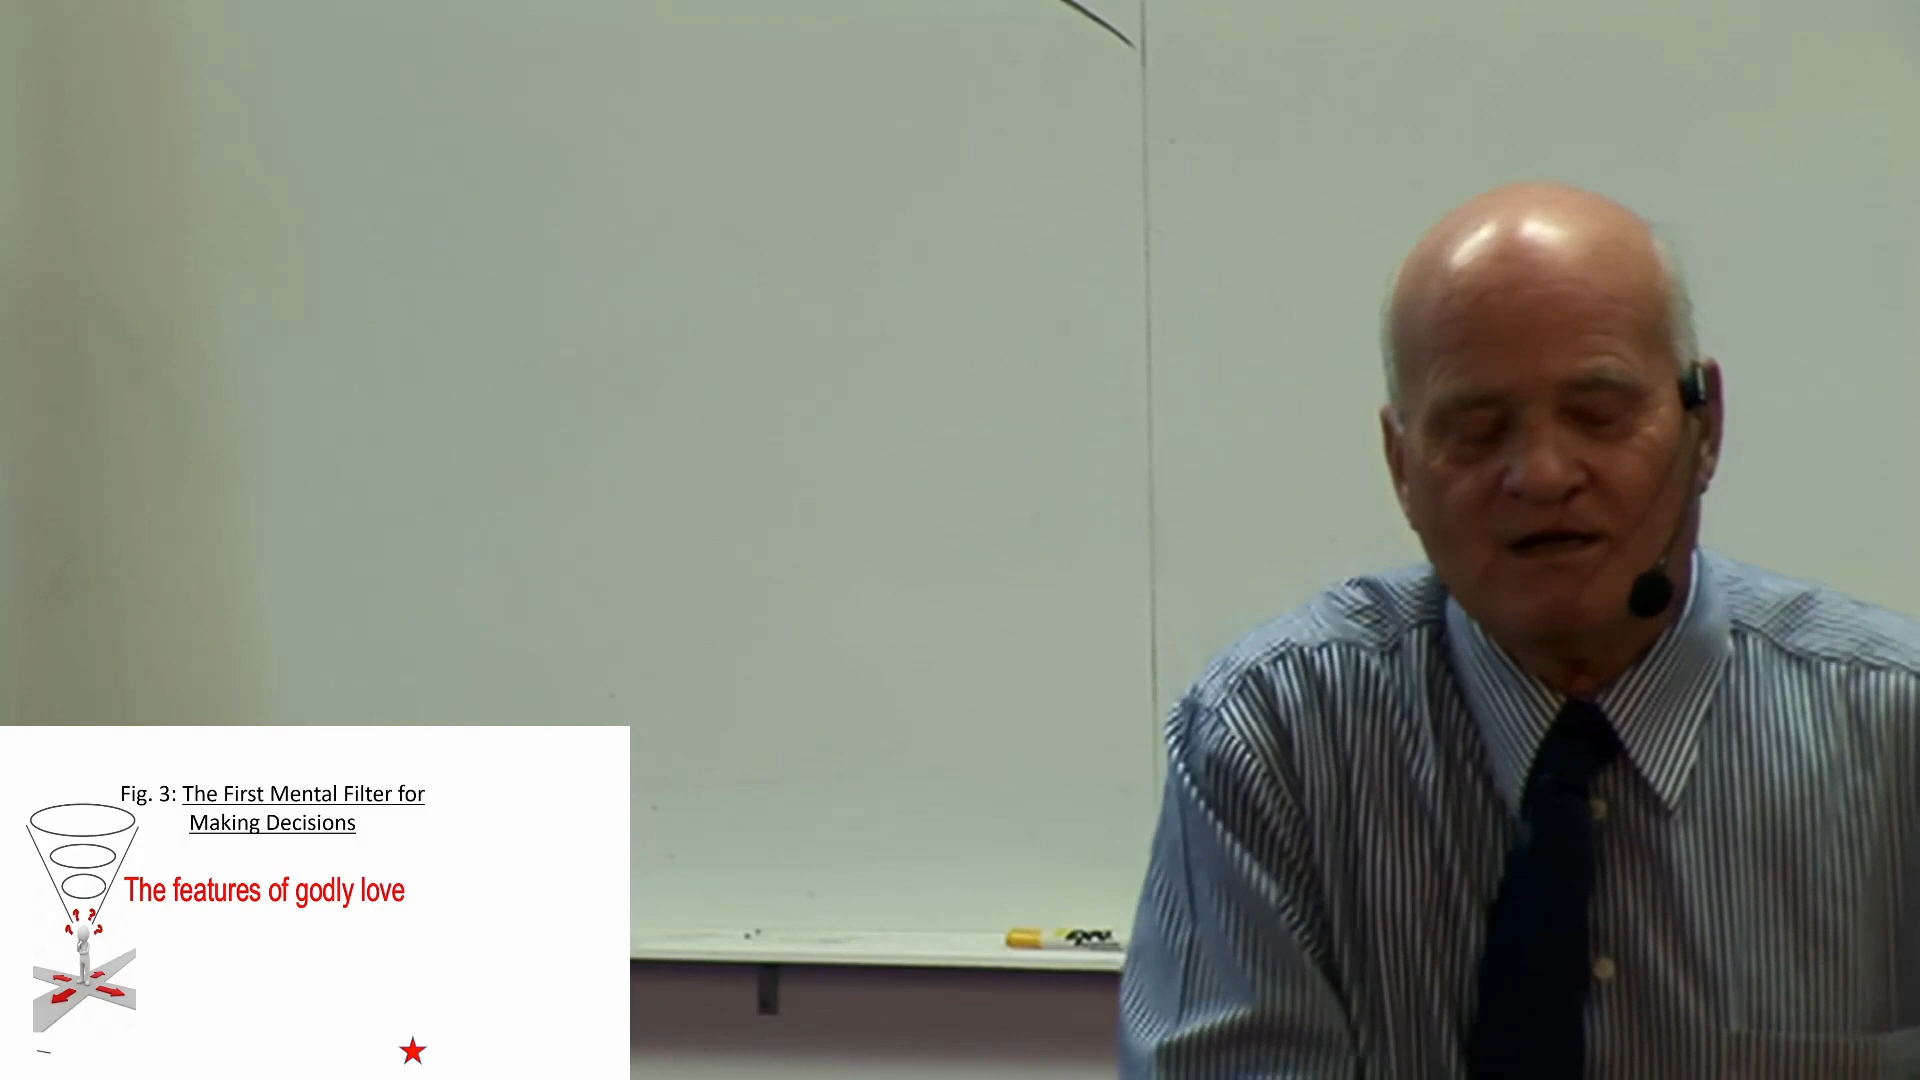 Fig. 3: The First Mental Filter for
Making Decisions
The features of godly love
? ?
? ?